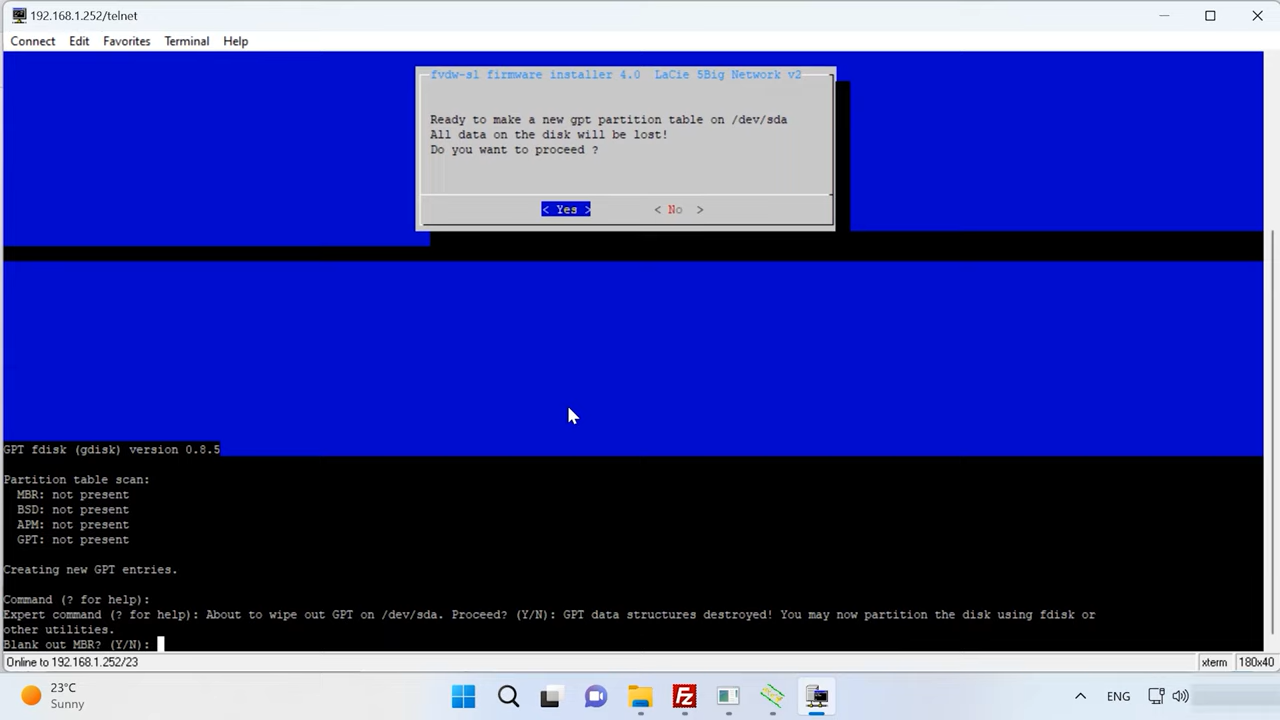 192.168.1.252/telnet
Connect Edit Favorites Terminal Help
fvdw-sl firmware installer 4.0 LaCie 5Big Network v2
Ready to make a new gpt partition table on /dev/sda
All data on the disk will be lost!
Do you want to proceed ?
< Yes > < No >
GPT fdisk (gdisk) version 0.8.5
Partition table scan:
MBR: not present
BSD: not present
APM: not present
GPT: not present
Creating new GPT entries.
Command (? for help):
Expert command (? for help): About to wipe out GPT on /dev/sda. Proceed? (Y/N): GPT data structures destroyed! You may now partition the disk using fdisk or
other utilities.
Blank out MBR? (Y/N):
Online to 192.168.1.252/23 xterm 180x40
23°C
Sunny
Fz
ENG